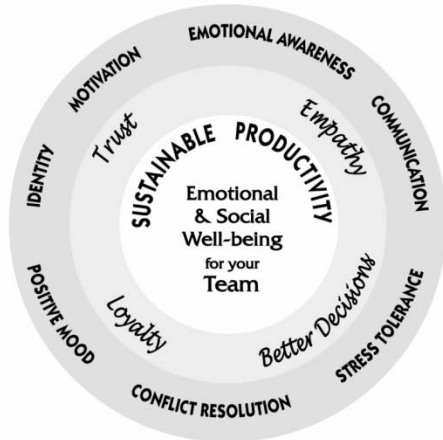 EMOTIONAL AWARENESS
COMMUNICATION
STRESS TOLERANCE
CONFLICT RESOLUTION
POSITIVE MOOD
IDENTITY
MOTIVATION
Trust
Empathy
Better Decisions
Loyalty
SUSTAINABLE PRODUCTIVITY
Emotional
& Social
Well-being
for your
Team